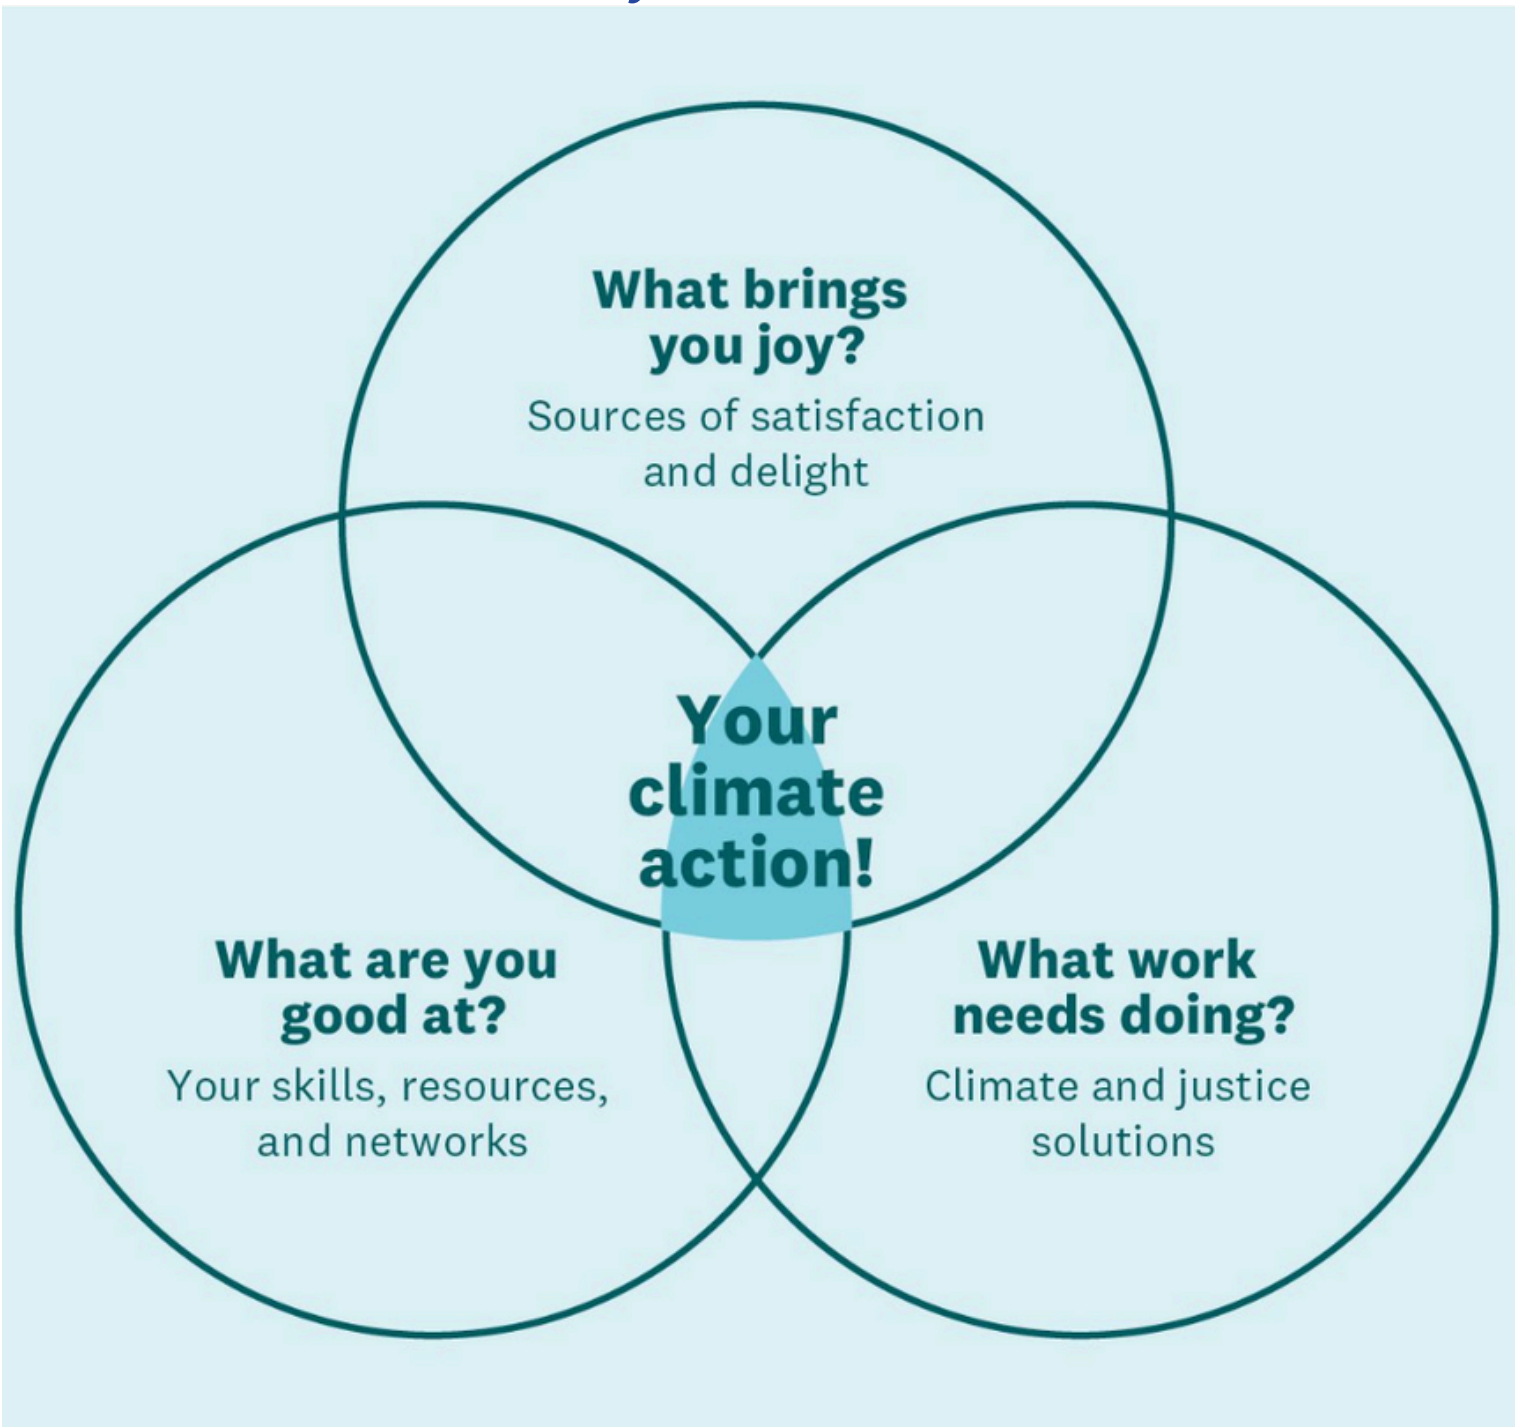 What brings
you joy?
Sources of satisfaction
and delight
Your
climate
action!
What are you
good at?
Your skills, resources,
and networks
What work
needs doing?
Climate and justice
solutions